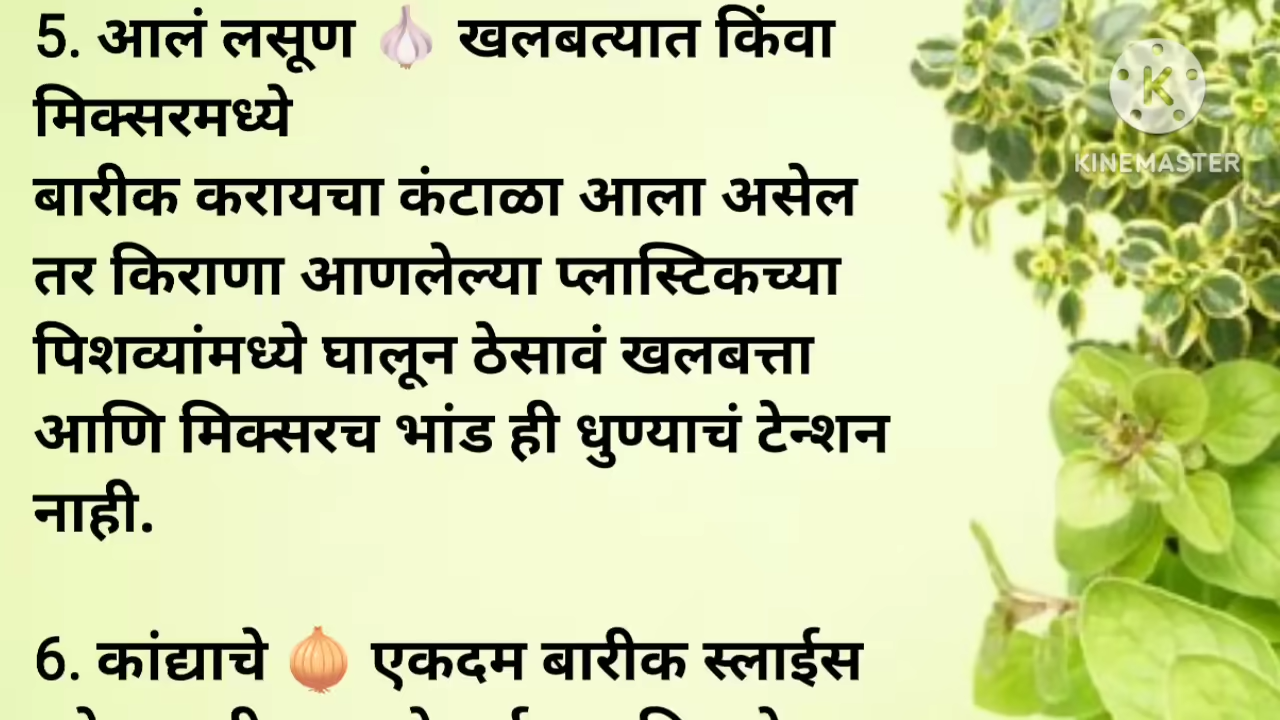 5. आलं लसूण 🧄 खलबत्यात किंवा
मिक्सरमध्ये
बारीक करायचा कंटाळा आला असेल
तर किराणा आणलेल्या प्लास्टिकच्या
पिशव्यांमध्ये घालून ठेसावं खलबत्ता
आणि मिक्सरच भांड ही धुण्याचं टेन्शन
नाही.
6. कांद्याचे 🧅 एकदम बारीक स्लाईस
KINEMASTER